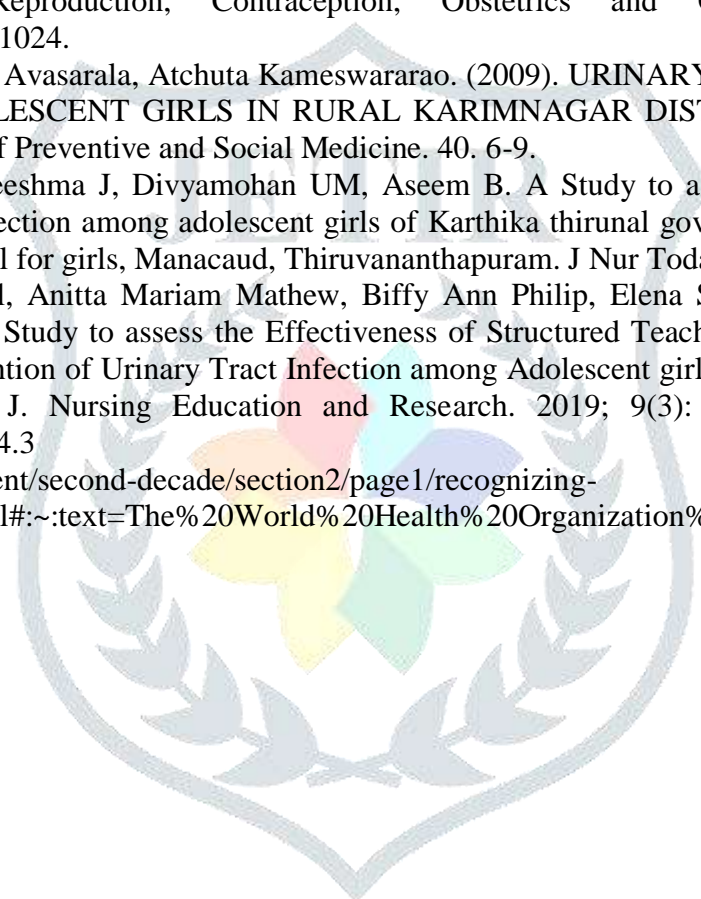 Reproduction, Contraception, Obstetrics and
1024.
Avasarala, Atchuta Kameswararao. (2009). URINARY
LESCENT GIRLS IN RURAL KARIMNAGAR DIST
f Preventive and Social Medicine. 40. 6-9.
eeshma J, Divyamohan UM, Aseem B. A Study to a
ection among adolescent girls of Karthika thirunal gov
l for girls, Manacaud, Thiruvananthapuram. J Nur Toda
l, Anitta Mariam Mathew, Biffy Ann Philip, Elena S
Study to assess the Effectiveness of Structured Teach
ntion of Urinary Tract Infection among Adolescent girl
J. Nursing Education and Research. 2019; 9(3):
4.3
ent/second-decade/section2/page1/recognizing-
l#:~:text=The%20World%20Health%20Organization%
JETIR